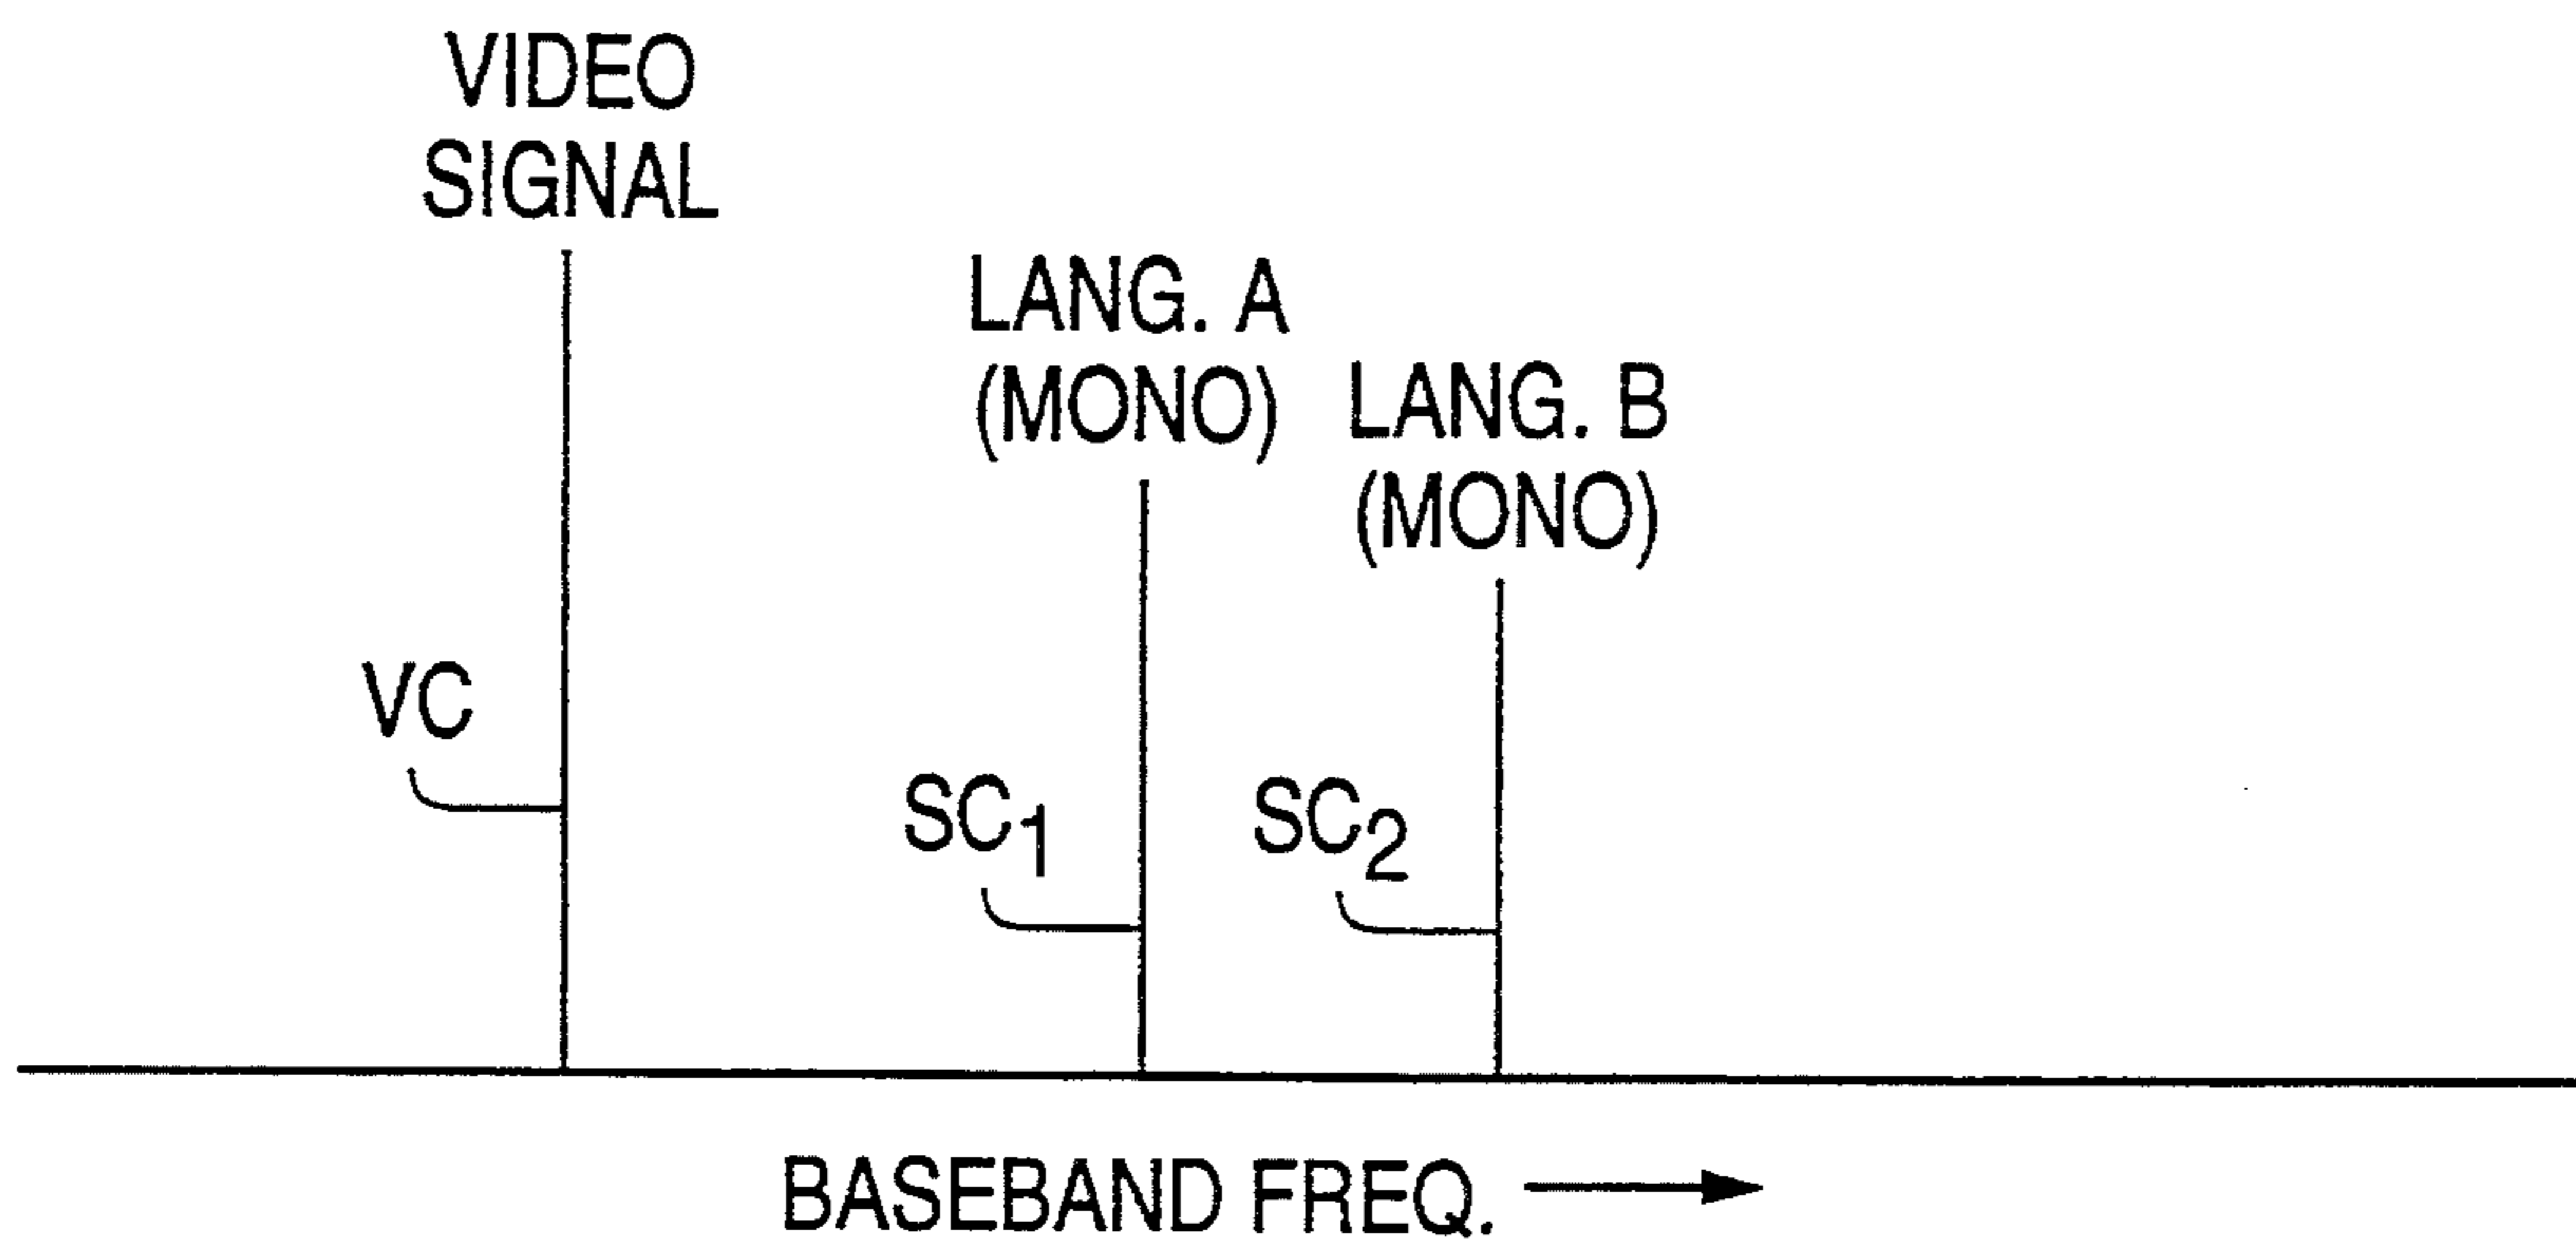 VIDEO
SIGNAL
LANG. A
(MONO)
LANG. B
(MONO)
VC
SC1
SC2
BASEBAND FREQ.